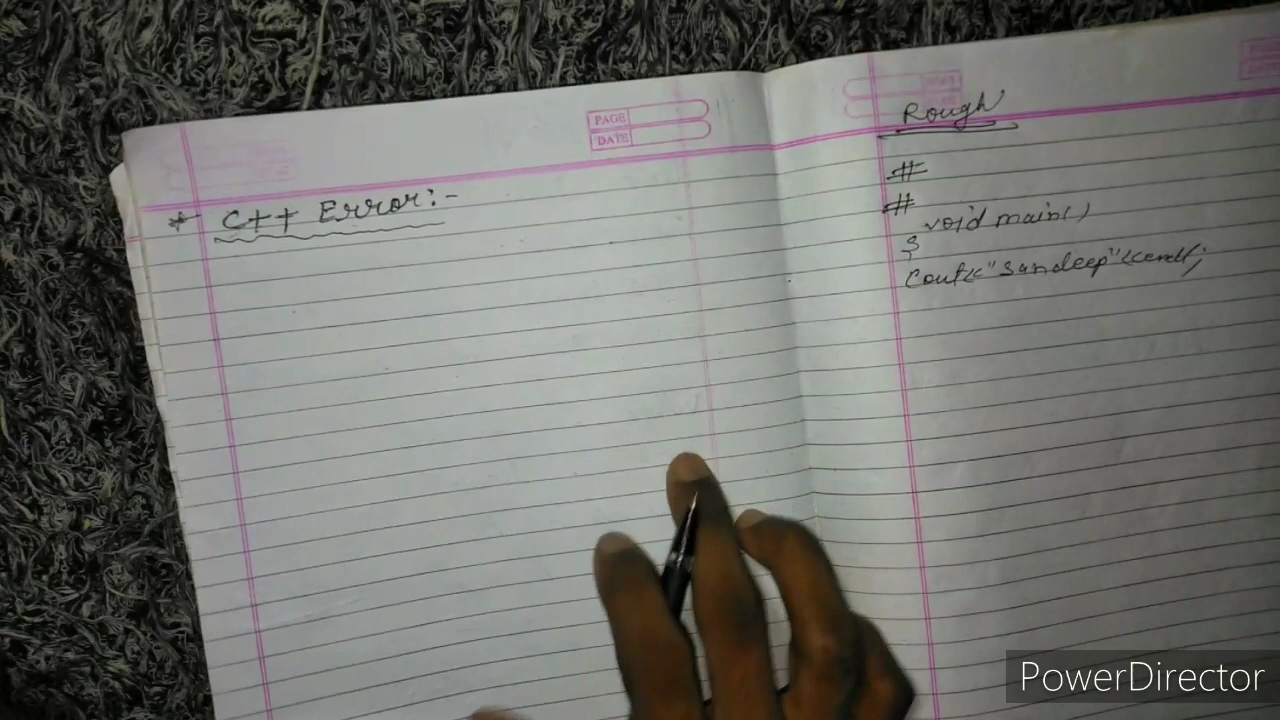 PAGE
DATE
* C++ Error:-
Rough
#
#
void main()
{
cout<<"Sandeep"<<endl;
PowerDirector